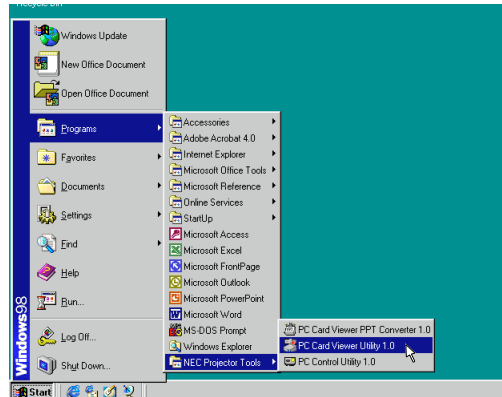 Recycle Bin
Windows Update
New Office Document
Open Office Document
Programs
Favorites
Documents
Settings
Find
Help
Run...
Log Off...
Shut Down...
Windows98
Accessories
Adobe Acrobat 4.0
Internet Explorer
Microsoft Office Tools
Microsoft Reference
Online Services
StartUp
Microsoft Access
Microsoft Excel
Microsoft FrontPage
Microsoft Outlook
Microsoft PowerPoint
Microsoft Word
MS-DOS Prompt
Windows Explorer
NEC Projector Tools
PC Card Viewer PPT Converter 1.0
PC Card Viewer Utility 1.0
PC Control Utility 1.0
Start